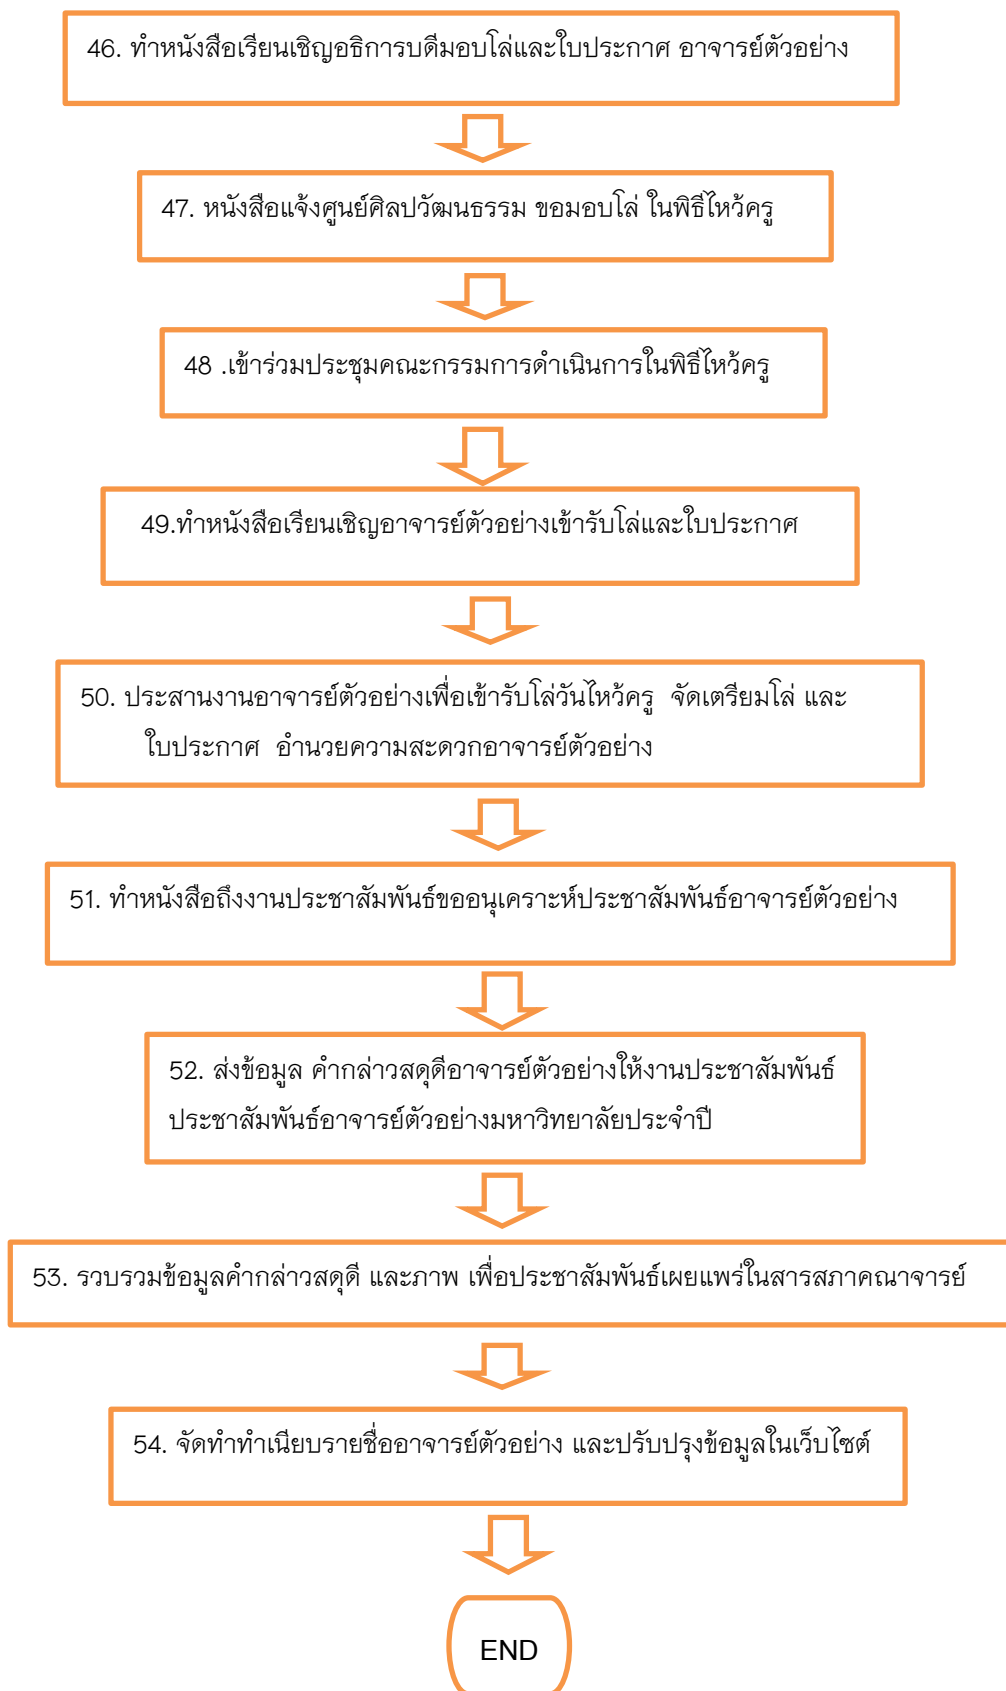 46. ทำหนังสือเรียนเชิญอธิการบดีมอบโล่และใบประกาศ อาจารย์ตัวอย่าง
47. หนังสือแจ้งศูนย์ศิลปวัฒนธรรม ขอมอบโล่ ในพิธีไหว้ครู
48 .เข้าร่วมประชุมคณะกรรมการดำเนินการในพิธีไหว้ครู
49.ทำหนังสือเรียนเชิญอาจารย์ตัวอย่างเข้ารับโล่และใบประกาศ
50. ประสานงานอาจารย์ตัวอย่างเพื่อเข้ารับโล่วันไหว้ครู จัดเตรียมโล่ และ
ใบประกาศ อำนวยความสะดวกอาจารย์ตัวอย่าง
51. ทำหนังสือถึงงานประชาสัมพันธ์ขออนุเคราะห์ประชาสัมพันธ์อาจารย์ตัวอย่าง
52. ส่งข้อมูล คำกล่าวสดุดีอาจารย์ตัวอย่างให้งานประชาสัมพันธ์
ประชาสัมพันธ์อาจารย์ตัวอย่างมหาวิทยาลัยประจำปี
53. รวบรวมข้อมูลคำกล่าวสดุดี และภาพ เพื่อประชาสัมพันธ์เผยแพร่ในสารสภาคณาจารย์
54. จัดทำทำเนียบรายชื่ออาจารย์ตัวอย่าง และปรับปรุงข้อมูลในเว็บไซต์
END